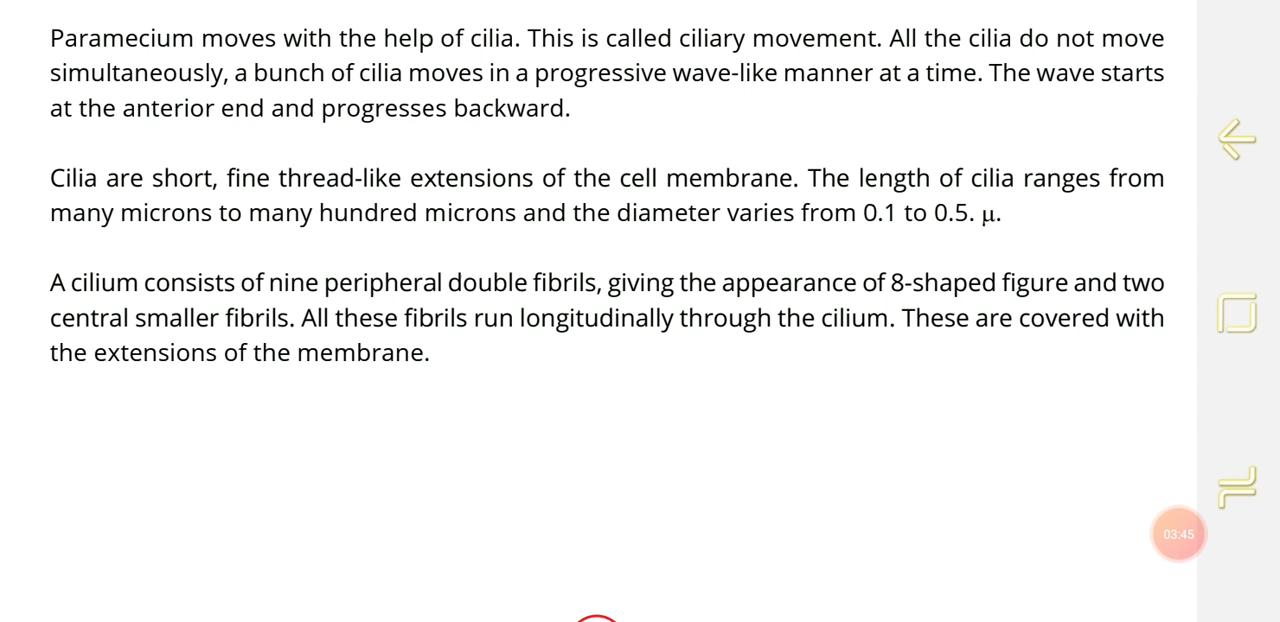 Paramecium moves with the help of cilia. This is called ciliary movement. All the cilia do not move
simultaneously, a bunch of cilia moves in a progressive wave-like manner at a time. The wave starts
at the anterior end and progresses backward.
Cilia are short, fine thread-like extensions of the cell membrane. The length of cilia ranges from
many microns to many hundred microns and the diameter varies from 0.1 to 0.5. μ.
A cilium consists of nine peripheral double fibrils, giving the appearance of 8-shaped figure and two
central smaller fibrils. All these fibrils run longitudinally through the cilium. These are covered with
the extensions of the membrane.
03:45